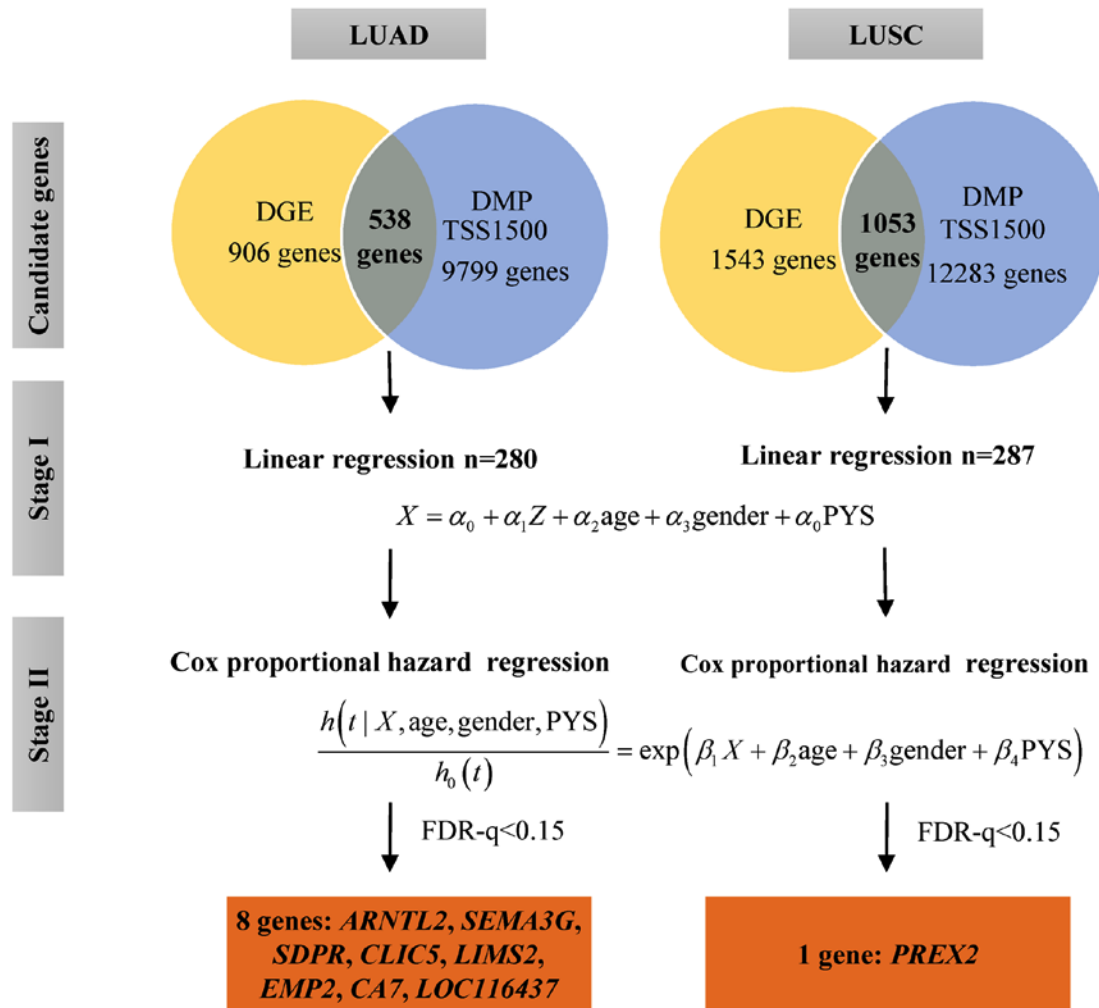 LUAD
LUSC
Candidate genes
DGE
906 genes
538
genes
DMP
TSS1500
9799 genes
DGE
1543 genes
1053
genes
DMP
TSS1500
12283 genes
Stage I
Linear regression n=280
Linear regression n=287
X = α₀ + α₁Z + α₂age + α₃gender + α₀PYS
Stage II
Cox proportional hazard regression
Cox proportional hazard regression
h(t | X, age, gender, PYS) / h₀(t) = exp(β₁X + β₂age + β₃gender + β₄PYS)
FDR-q<0.15
FDR-q<0.15
8 genes: ARNTL2, SEMA3G,
SDPR, CLIC5, LIMS2,
EMP2, CA7, LOC116437
1 gene: PREX2